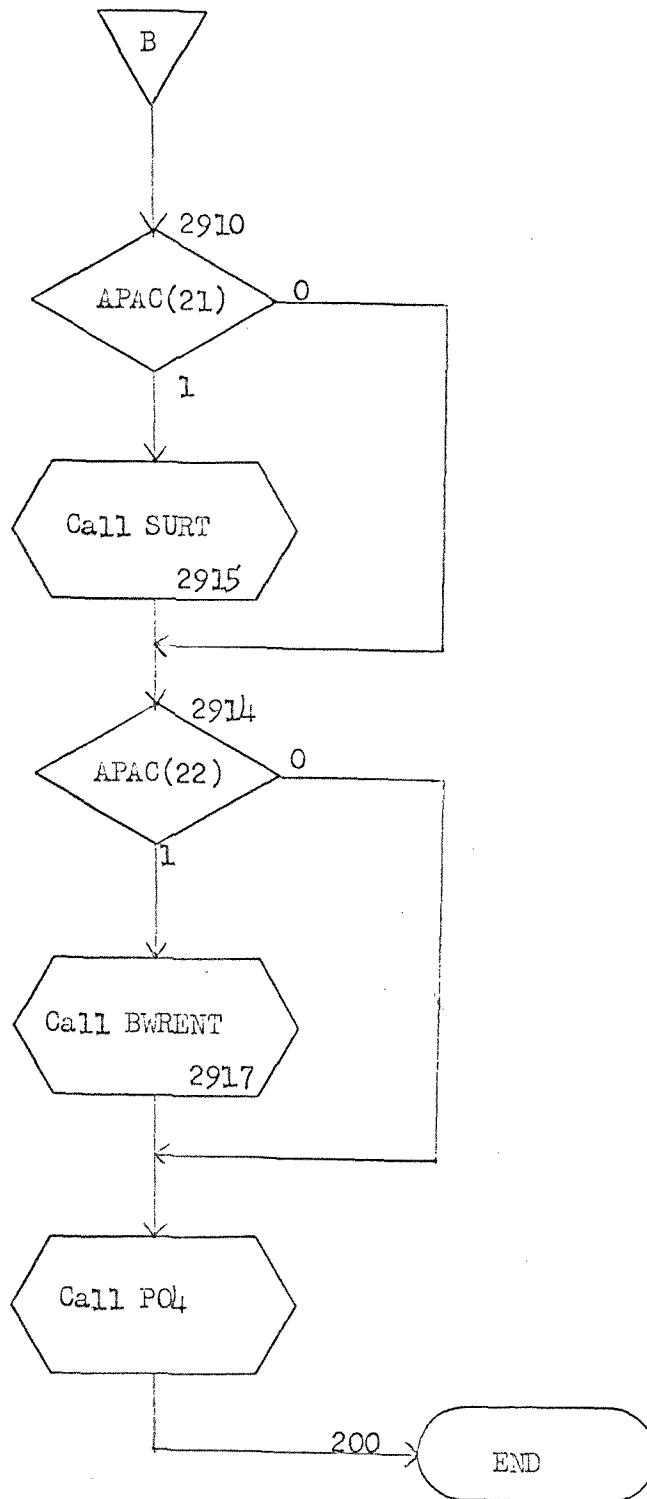 B
2910
APAC(21)
0
1
Call SURT
2915
2914
APAC(22)
0
1
Call BWRENT
2917
Call PO4
200
END